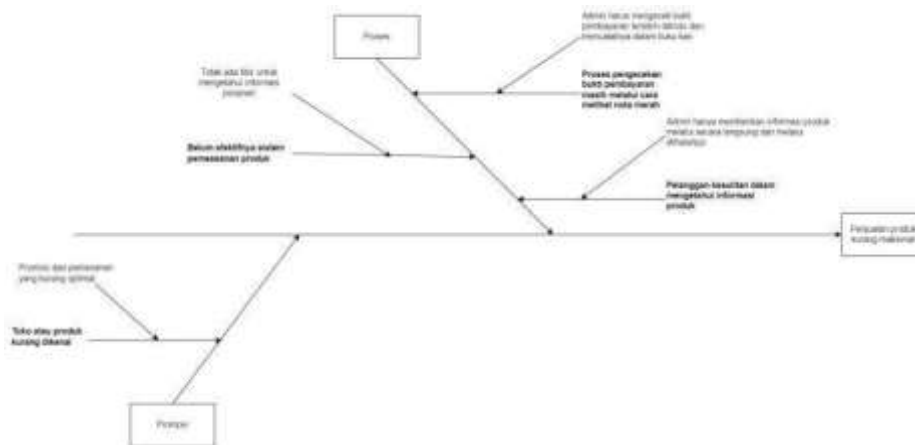 Proses
Admin harus mengecek bukti
pembayaran terlebih dahulu dan
mencatatnya dalam buku kas
Tidak ada fitur untuk
mengetahui informasi
Proses pengecekan
bukti pembayaran
masih melalui cara
melihat nota merah
Belum efektifnya sistem
pemesanan produk
Admin harus memberikan informasi produk
melalui secara langsung dan melalui
WhatsApp
Pelanggan kesulitan dalam
mengetahui informasi
produk
Penjualan produk
kurang maksimal
Promosi dan pemasaran
yang kurang optimal
Toko atau produk
kurang dikenal
Promosi